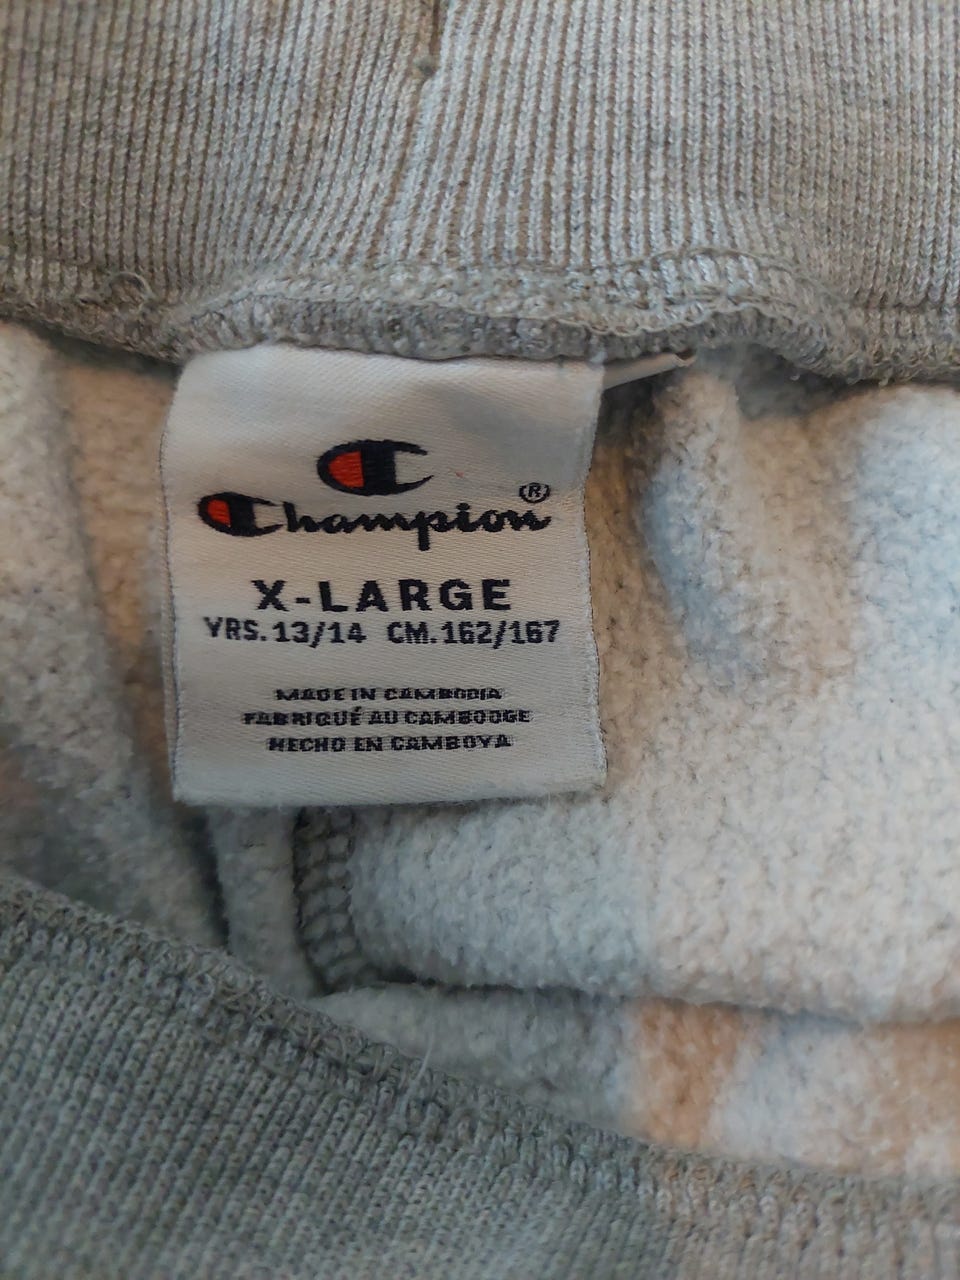 Champion®
X-LARGE
YRS. 13/14 CM. 162/167
MADE IN CAMBODIA
FABRIQUÉ AU CAMBODGE
HECHO EN CAMBOYA